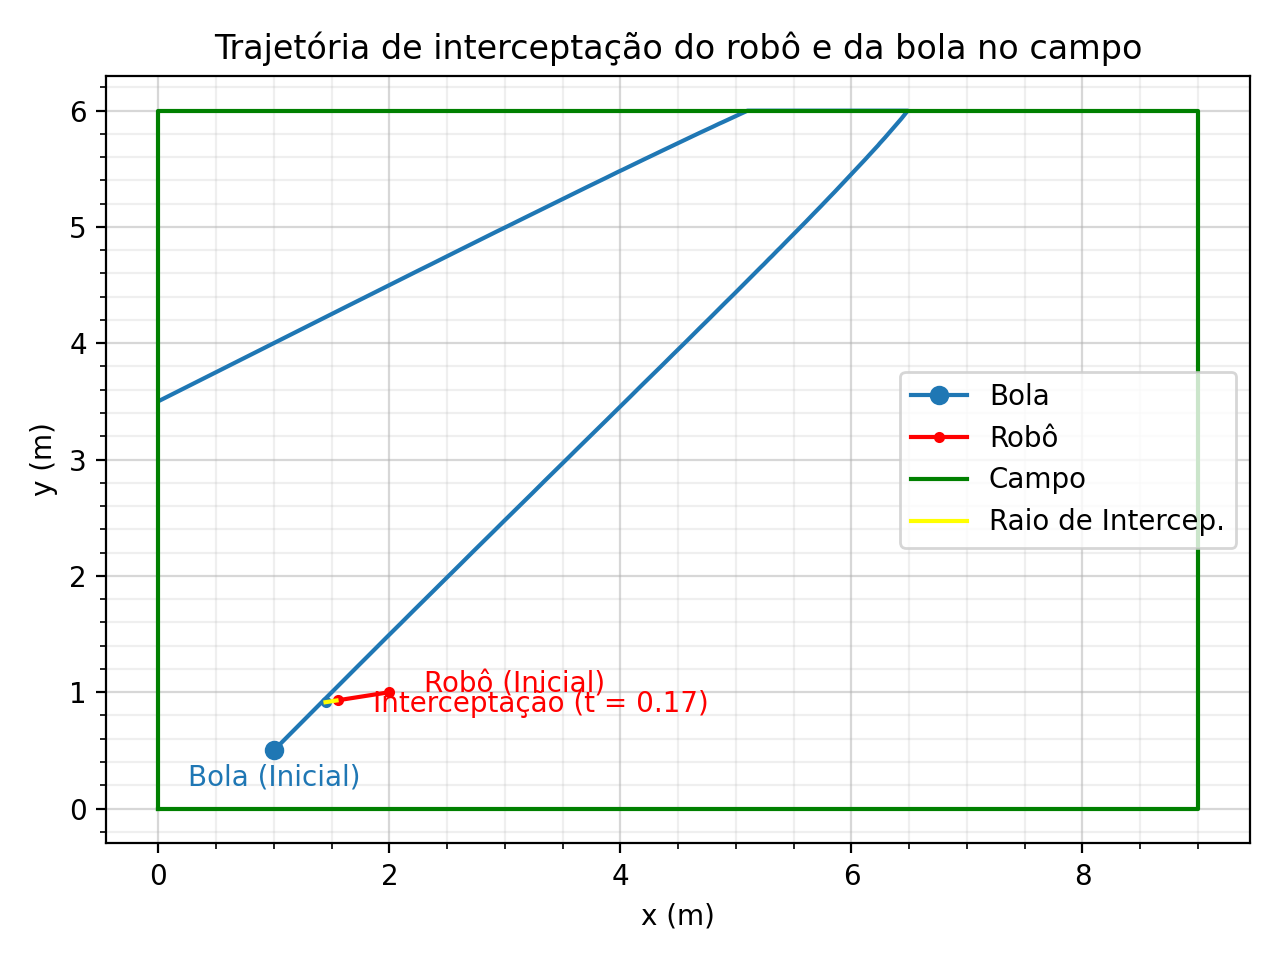 Trajetória de interceptação do robô e da bola no campo
y (m)
6
5
4
3
2
1
0
Bola
Robô
Campo
Raio de Intercep.
Robô (Inicial)
Interceptação (t = 0.17)
Bola (Inicial)
0 2 4 6 8
x (m)